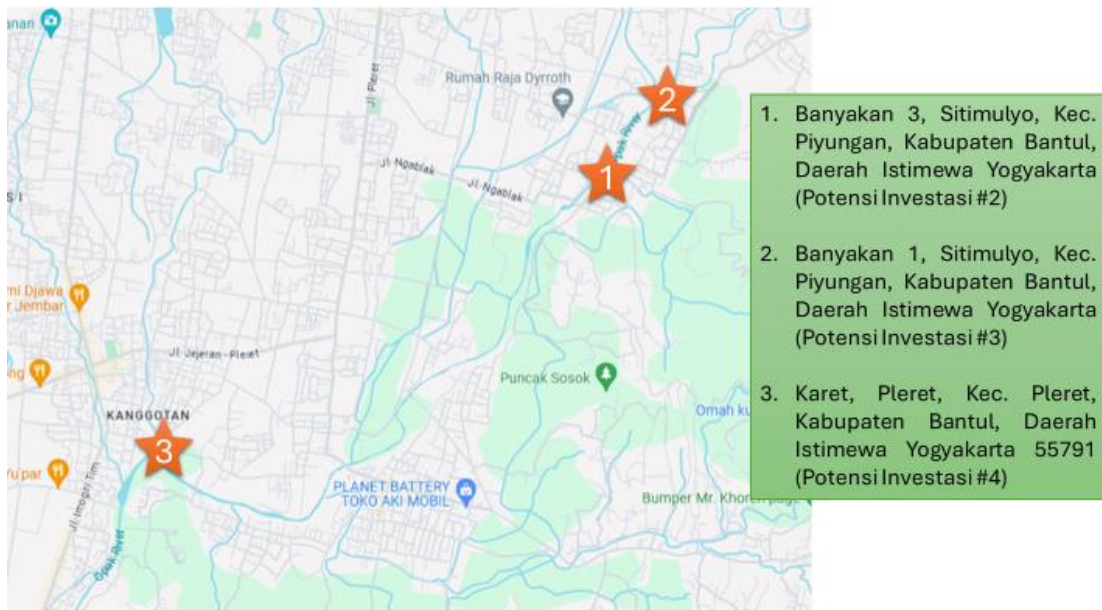 Rumah Raja Dyrroth
Jl. Pleret
2
Opak River
1
Jl. Ngablak
Jl. Ngablak
Jl. Jejeran - Pleret
Puncak Sosok
KANGGOTAN
3
Jl. Imogiri Tim.
PLANET BATTERY
TOKO AKI MOBIL
Bumper Mr. Khoren
Opak River
1. Banyakan 3, Sitimulyo, Kec.
Piyungan, Kabupaten Bantul,
Daerah Istimewa Yogyakarta
(Potensi Investasi #2)
2. Banyakan 1, Sitimulyo, Kec.
Piyungan, Kabupaten Bantul,
Daerah Istimewa Yogyakarta
(Potensi Investasi #3)
3. Karet, Pleret, Kec. Pleret,
Kabupaten Bantul, Daerah
Istimewa Yogyakarta 55791
(Potensi Investasi #4)